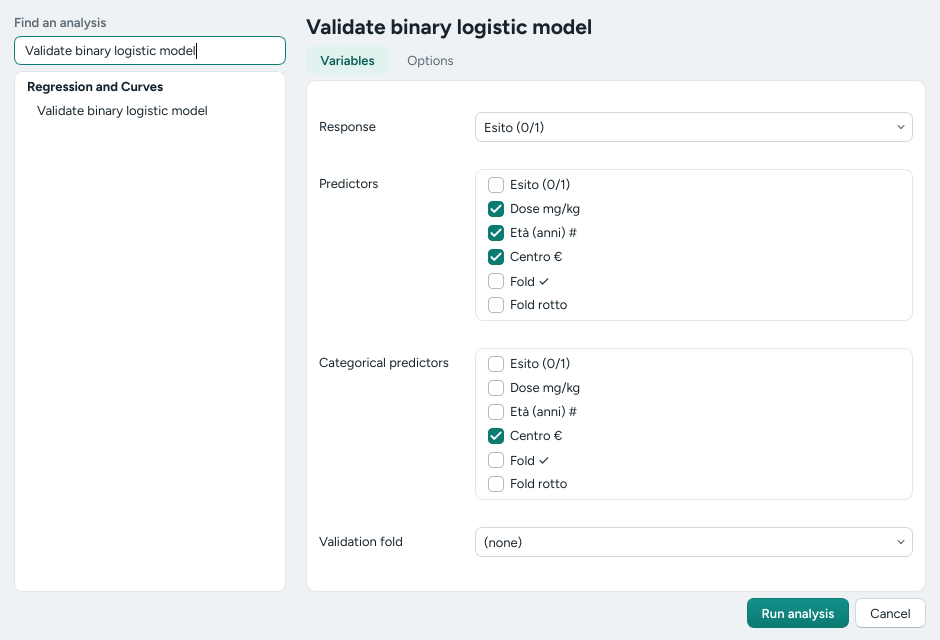 Find an analysis
Validate binary logistic model
Regression and Curves
Validate binary logistic model
Validate binary logistic model
Variables
Options
Response
Esito (0/1)
Predictors
Esito (0/1)
Dose mg/kg
Età (anni) #
Centro €
Fold ✓
Fold rotto
Categorical predictors
Esito (0/1)
Dose mg/kg
Età (anni) #
Centro €
Fold ✓
Fold rotto
Validation fold
(none)
Run analysis
Cancel